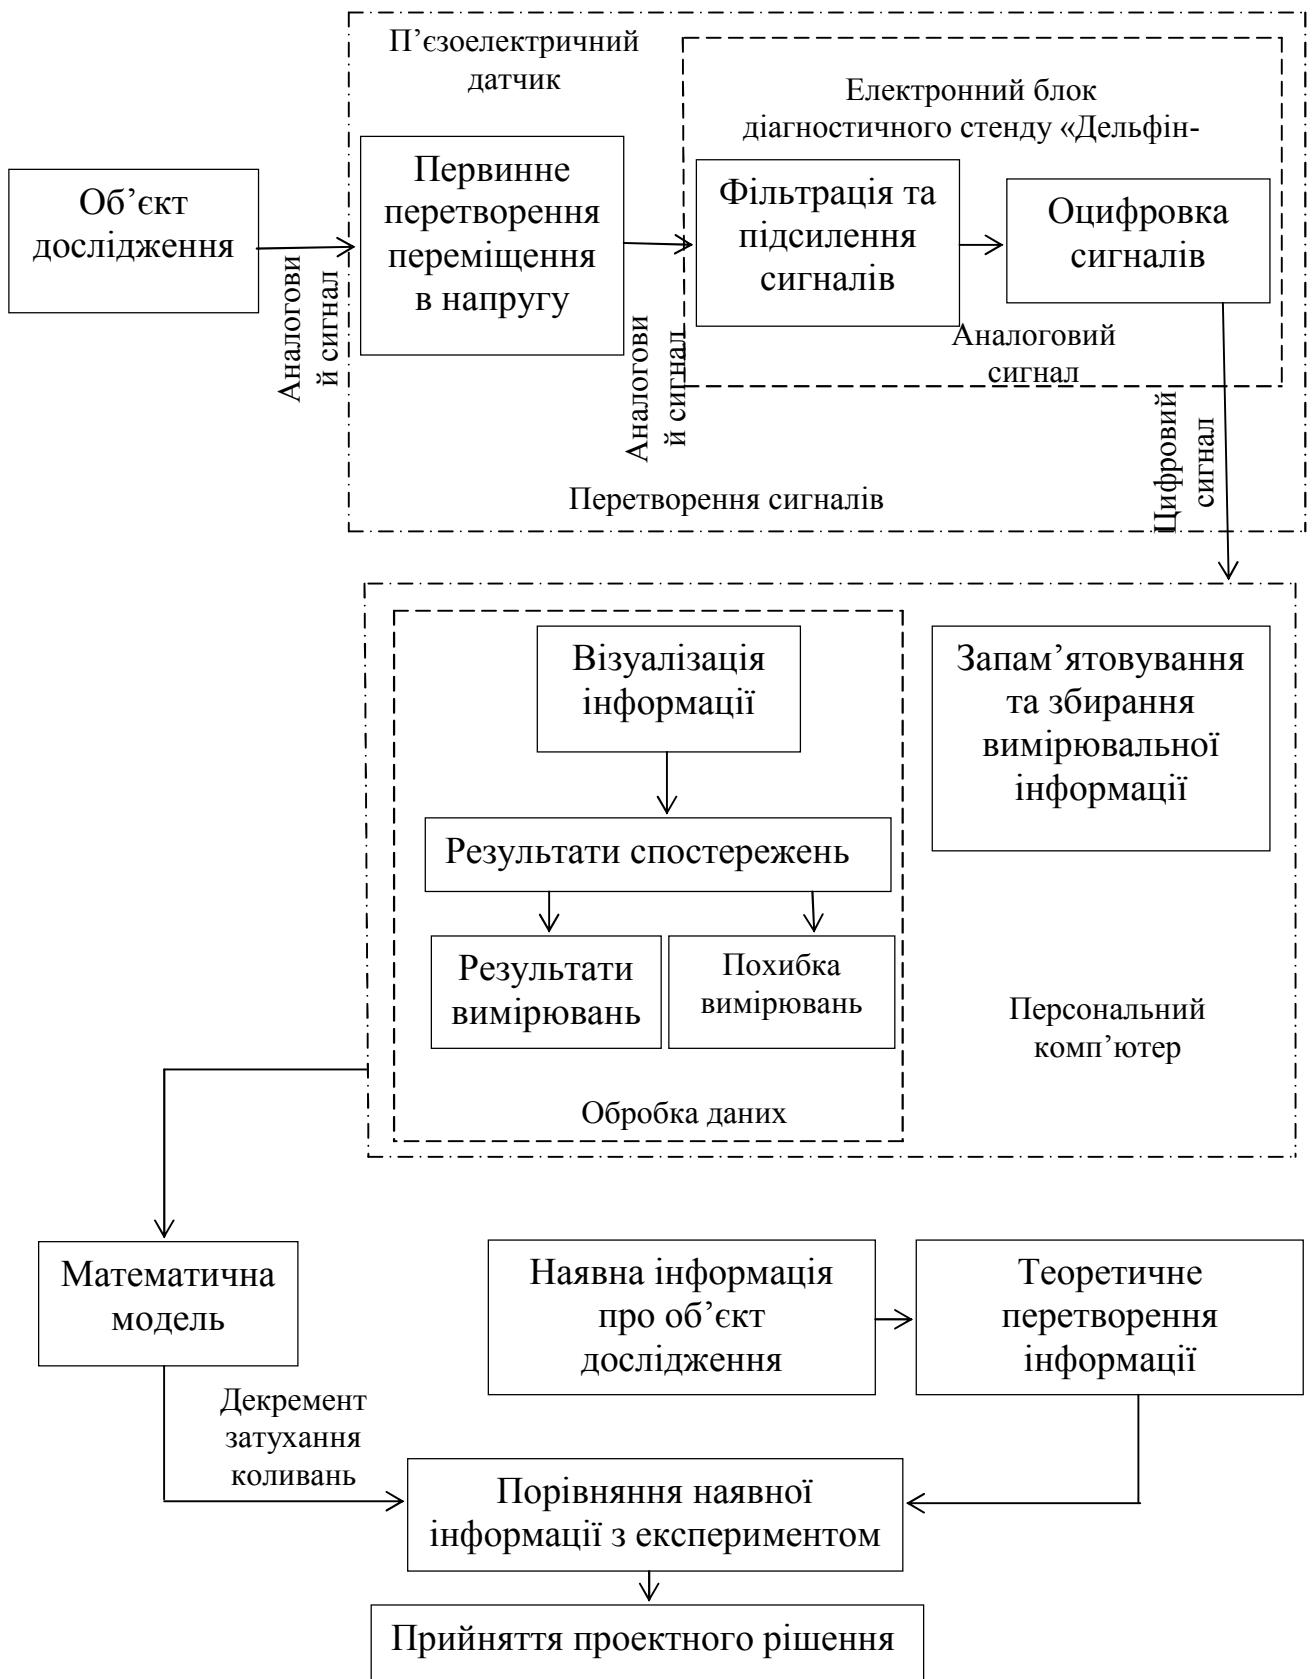 П’єзоелектричний
датчик
Електронний блок
діагностичного стенду «Дельфін-
Об’єкт
дослідження
Аналогови
й сигнал
Первинне
перетворення
переміщення
в напругу
Аналогови
й сигнал
Фільтрація та
підсилення
сигналів
Оцифровка
сигналів
Аналоговий
сигнал
Цифровий
сигнал
Перетворення сигналів
Візуалізація
інформації
Запам’ятовування
та збирання
вимірювальної
інформації
Результати спостережень
Результати
вимірювань
Похибка
вимірювань
Персональний
комп’ютер
Обробка даних
Математична
модель
Наявна інформація
про об’єкт
дослідження
Теоретичне
перетворення
інформації
Декремент
затухання
коливань
Порівняння наявної
інформації з експериментом
Прийняття проектного рішення